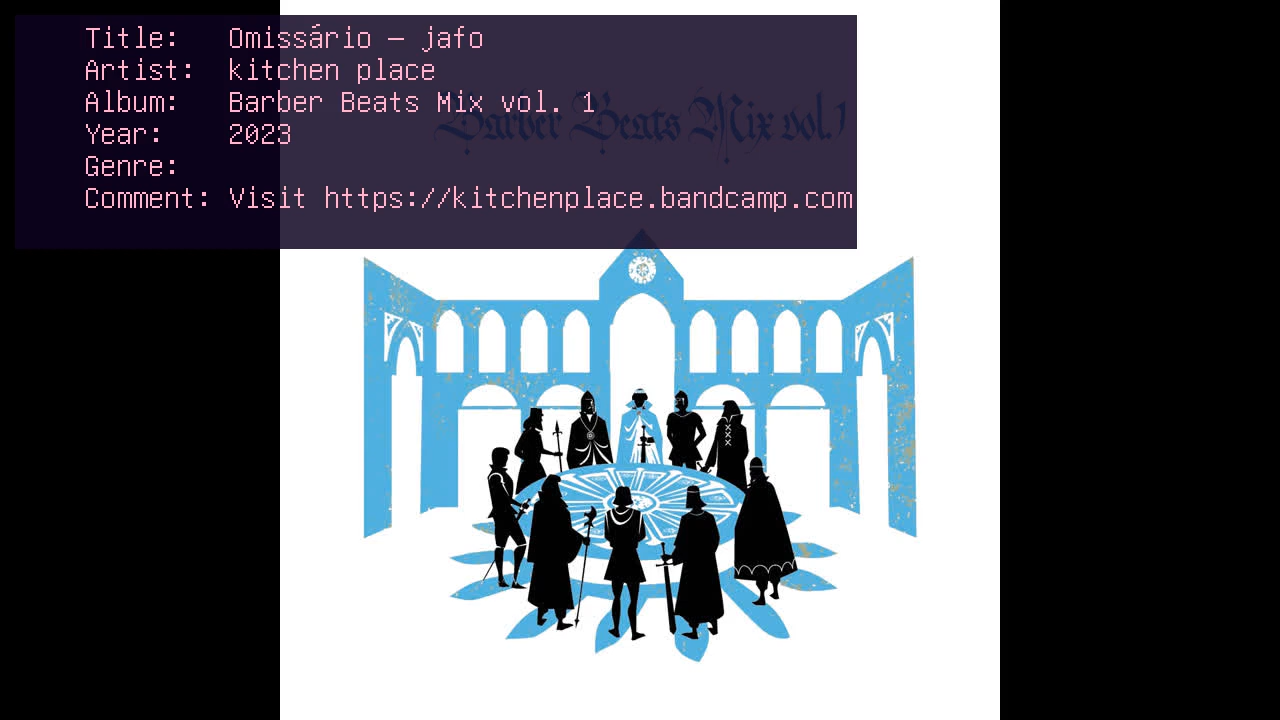 Title: Omissário – jafo
Artist: kitchen place
Album: Barber Beats Mix vol. 1
Year: 2023
Genre:
Comment: Visit https://kitchenplace.bandcamp.com
Barber Beats Mix vol.1